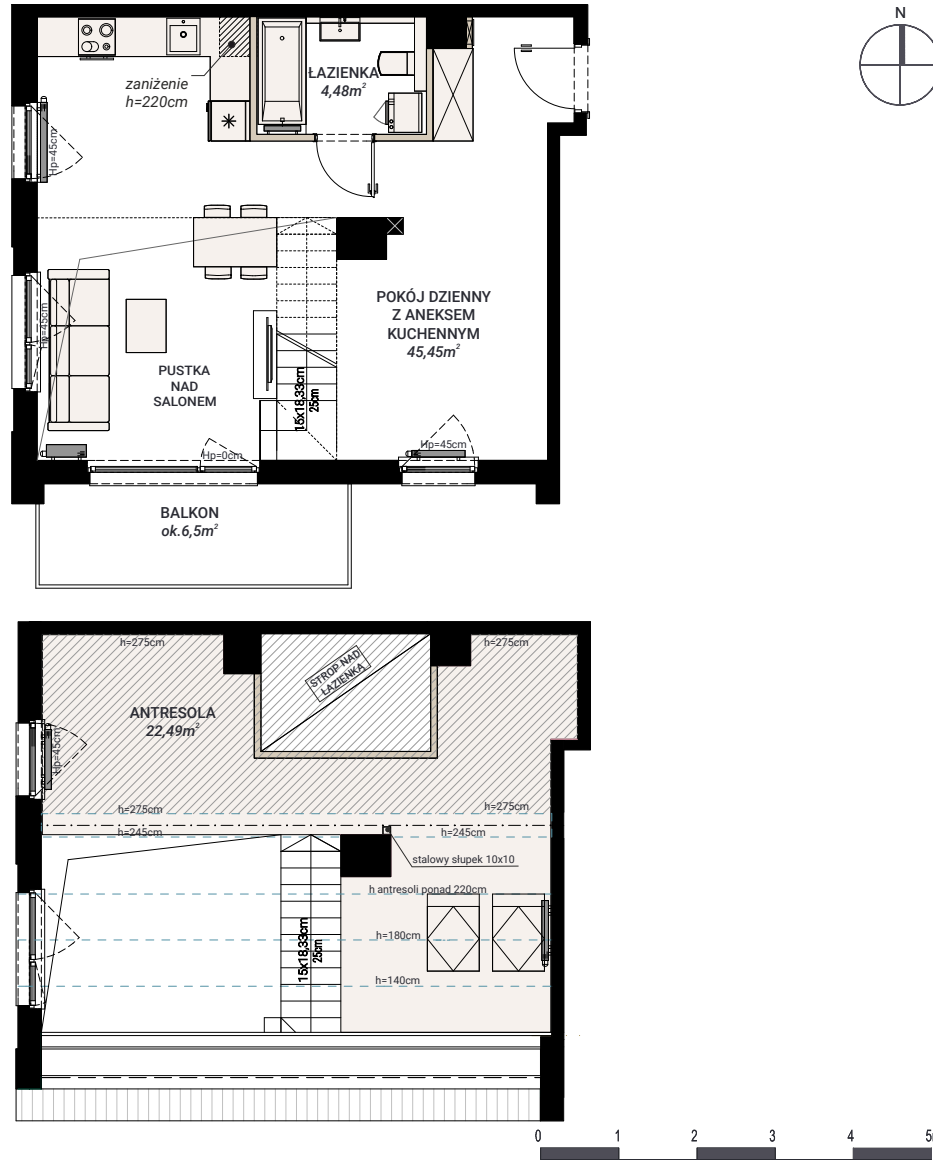 N
zaniżenie
h=220cm
ŁAZIENKA
4,48m²
Hp=45cm
Hp=45cm
POKÓJ DZIENNY
Z ANEKSEM
KUCHENNYM
45,45m²
PUSTKA
NAD
SALONEM
15x18,33cm
25cm
Hp=0cm
Hp=45cm
BALKON
ok.6,5m²
h=275cm
h=275cm
STROP NAD
ŁAZIENKĄ
ANTRESOLA
22,49m²
Hp=45cm
h=275cm
h=275cm
h=245cm
h=245cm
stalowy słupek 10x10
h antresoli ponad 220cm
15x18,33cm
25cm
h=180cm
h=140cm
0 1 2 3 4 5